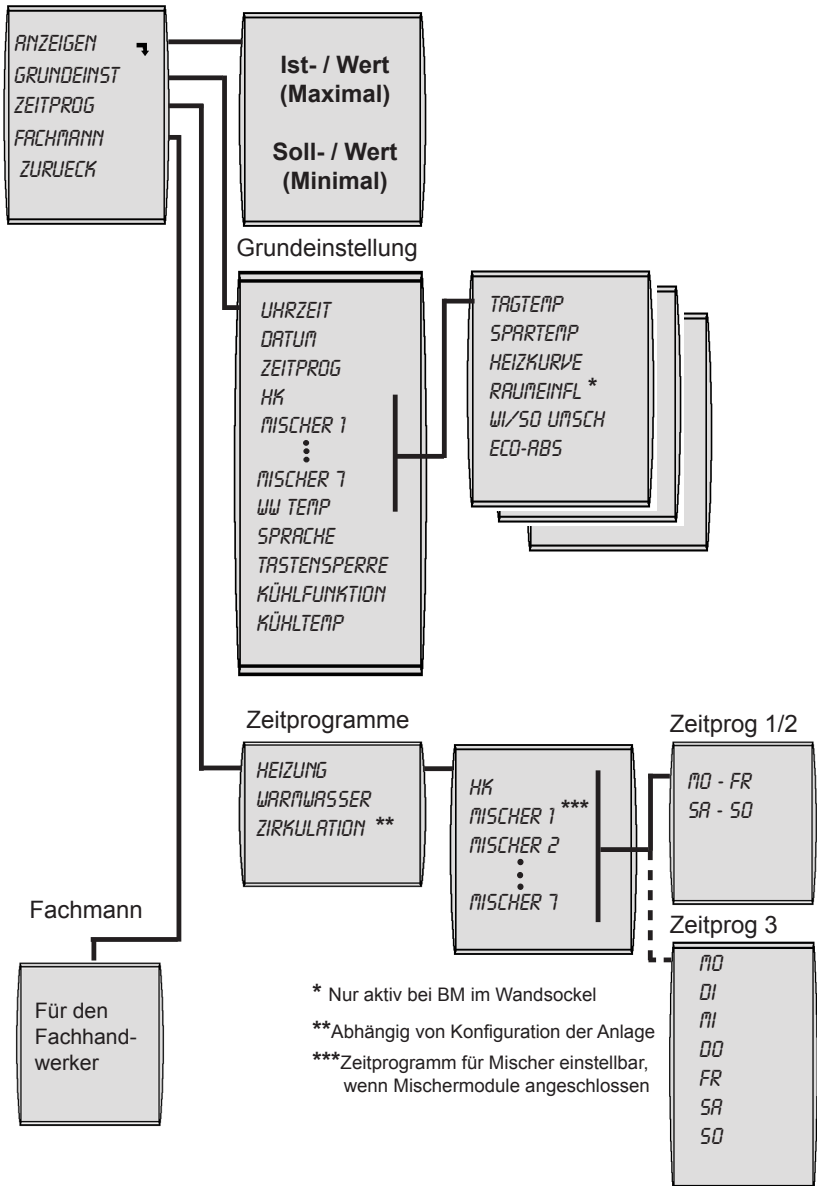 ANZEIGEN
GRUNDEINST
ZEITPROG
FACHMANN
ZURUECK
Ist- / Wert
(Maximal)
Soll- / Wert
(Minimal)
Grundeinstellung
UHRZEIT
DATUM
ZEITPROG
HK
MISCHER 1
MISCHER 7
WW TEMP
SPRACHE
TASTENSPERRE
KÜHLFUNKTION
KÜHLTEMP
TAGTEMP
SPARTEMP
HEIZKURVE
RAUMEINFL *
WI/SO UMSCH
ECO-ABS
Zeitprogramme
HEIZUNG
WARMWASSER
ZIRKULATION **
HK
MISCHER 1 ***
MISCHER 2
MISCHER 7
Zeitprog 1/2
MO - FR
SA - SO
Zeitprog 3
MO
DI
MI
DO
FR
SA
SO
Fachmann
Für den
Fachhand-
werker
* Nur aktiv bei BM im Wandsockel
**Abhängig von Konfiguration der Anlage
***Zeitprogramm für Mischer einstellbar,
wenn Mischermodule angeschlossen